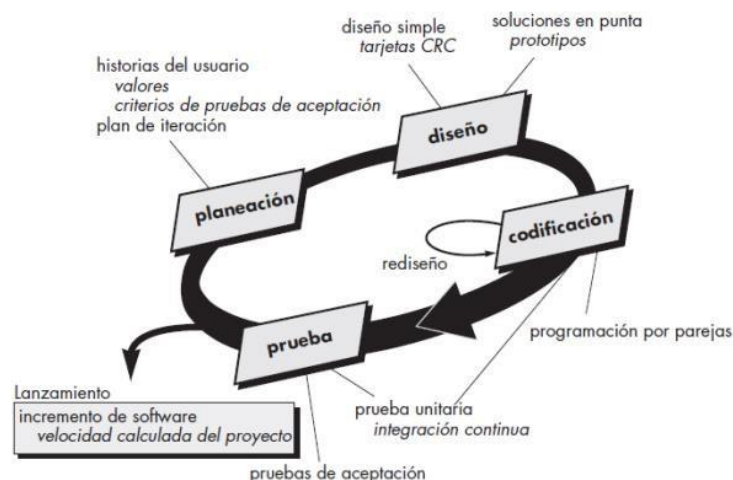 diseño simple
tarjetas CRC
soluciones en punta
prototipos
historias del usuario
valores
criterios de pruebas de aceptación
plan de iteración
diseño
planeación
codificación
rediseño
prueba
programación por parejas
Lanzamiento
incremento de software
velocidad calculada del proyecto
prueba unitaria
integración continua
pruebas de aceptación